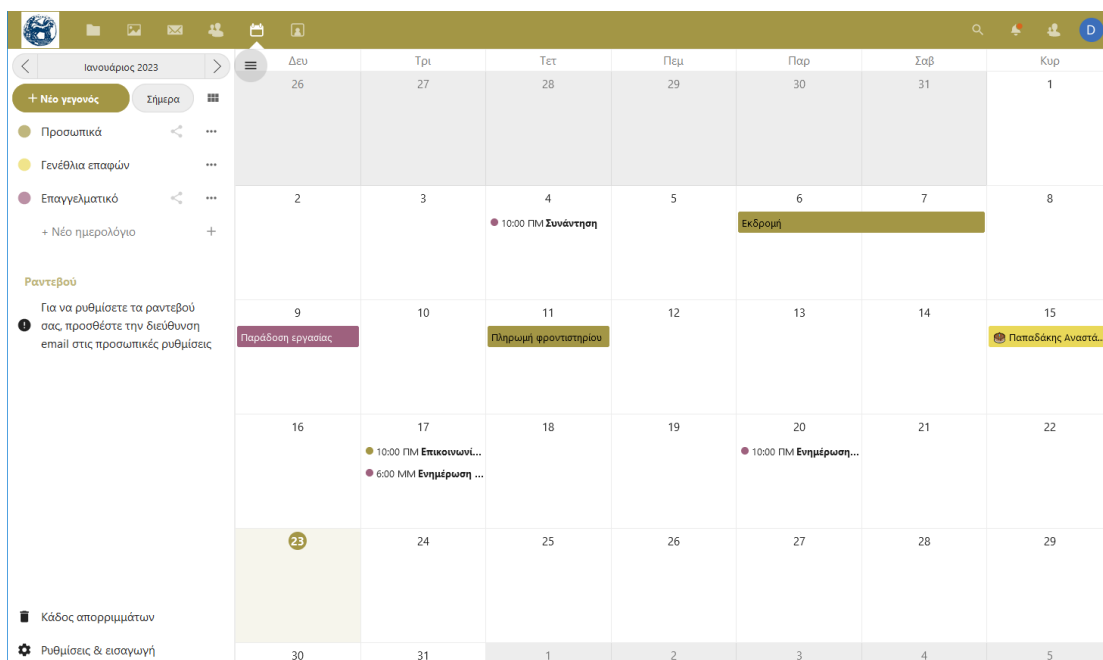 D
Ιανουάριος 2023
+ Νέο γεγονός Σήμερα
Προσωπικά
Γενέθλια επαφών
Επαγγελματικό
+ Νέο ημερολόγιο
Ραντεβού
Για να ρυθμίσετε τα ραντεβού
σας, προσθέστε την διεύθυνση
email στις προσωπικές ρυθμίσεις
Κάδος απορριμμάτων
Ρυθμίσεις & εισαγωγή
Δευ Τρι Τετ Πεμ Παρ Σαβ Κυρ
26 27 28 29 30 31 1
2 3 4 5 6 7 8
10:00 ΠΜ Συνάντηση
Εκδρομή
9 10 11 12 13 14 15
Παράδοση εργασίας
Πληρωμή φροντιστηρίου
Παπαδάκης Αναστά...
16 17 18 19 20 21 22
10:00 ΠΜ Επικοινωνί...
6:00 ΜΜ Ενημέρωση ...
10:00 ΠΜ Ενημέρωση...
23 24 25 26 27 28 29
30 31 1 2 3 4 5